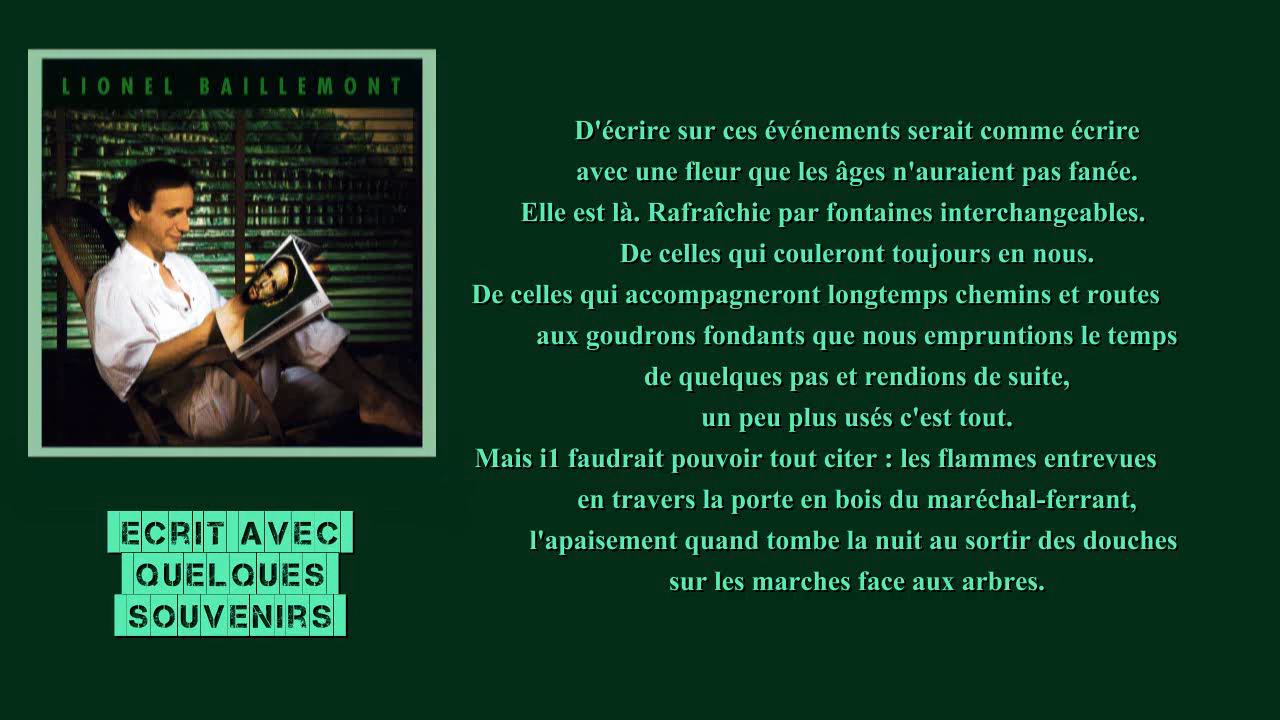 LIONEL BAILLEMONT
D'écrire sur ces événements serait comme écrire
avec une fleur que les âges n'auraient pas fanée.
Elle est là. Rafraîchie par fontaines interchangeables.
De celles qui couleront toujours en nous.
De celles qui accompagneront longtemps chemins et routes
aux goudrons fondants que nous empruntions le temps
de quelques pas et rendions de suite,
un peu plus usés c'est tout.
Mais i1 faudrait pouvoir tout citer : les flammes entrevues
en travers la porte en bois du maréchal-ferrant,
l'apaisement quand tombe la nuit au sortir des douches
sur les marches face aux arbres.
ECRIT AVEC
QUELQUES
SOUVENIRS